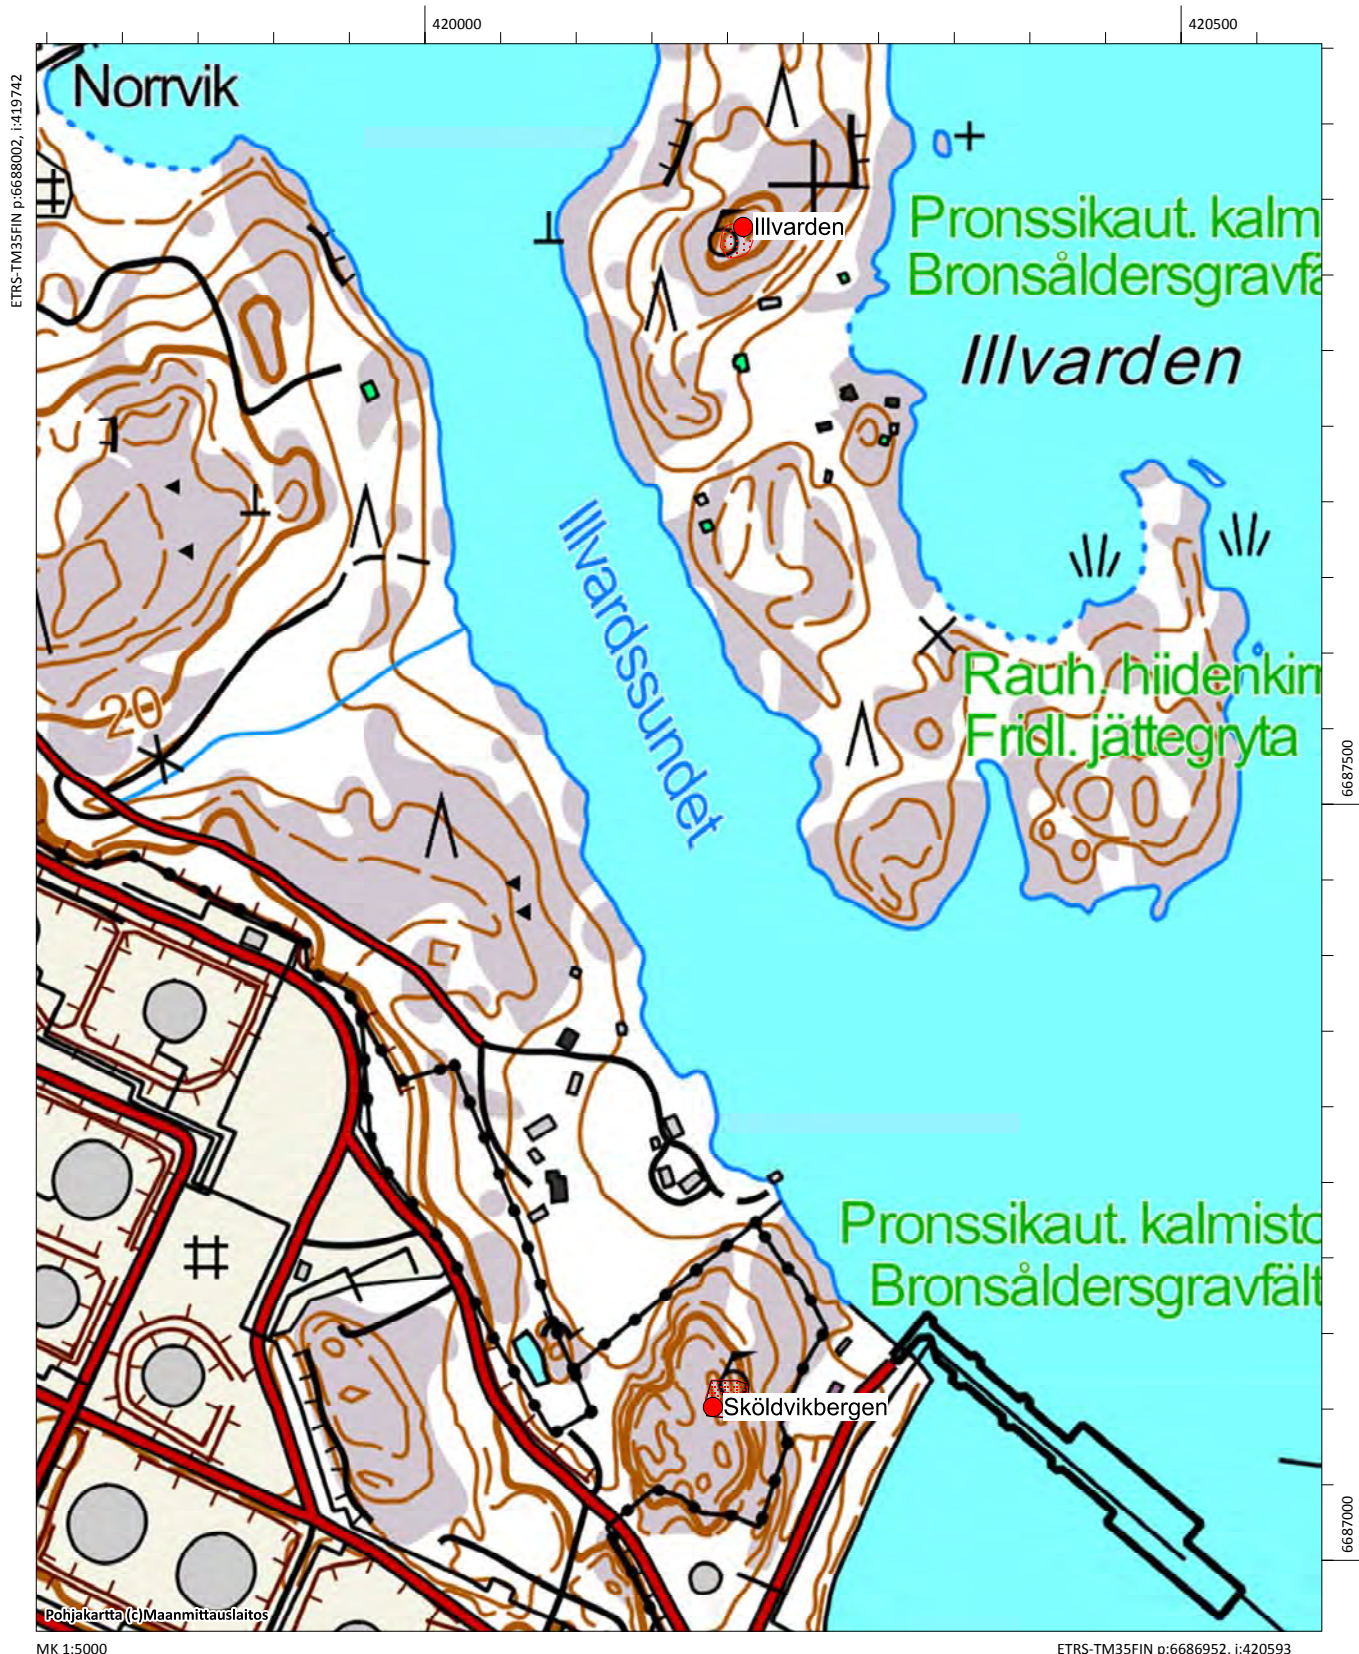 420000
420500
ETRS-TM35FIN p:6688002, i:419742
Norrvik
Illvarden
Pronssikaut. kalm
Bronsåldersgravfä
Illvarden
Illvardssundet
Rauh. hiidenkirn
Fridl. jättegryta
20
6687500
Pronssikaut. kalmisto
Bronsåldersgravfält
Sköldvikbergen
6687000
Pohjakartta (c)Maanmittauslaitos
MK 1:5000
ETRS-TM35FIN p:6686952, i:420593